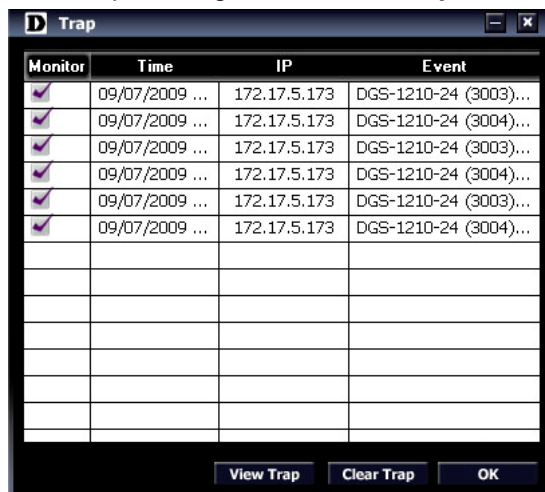 D Trap
Monitor Time IP Event
09/07/2009 ... 172.17.5.173 DGS-1210-24 (3003)...
09/07/2009 ... 172.17.5.173 DGS-1210-24 (3004)...
09/07/2009 ... 172.17.5.173 DGS-1210-24 (3003)...
09/07/2009 ... 172.17.5.173 DGS-1210-24 (3004)...
09/07/2009 ... 172.17.5.173 DGS-1210-24 (3003)...
09/07/2009 ... 172.17.5.173 DGS-1210-24 (3004)...
View Trap Clear Trap OK